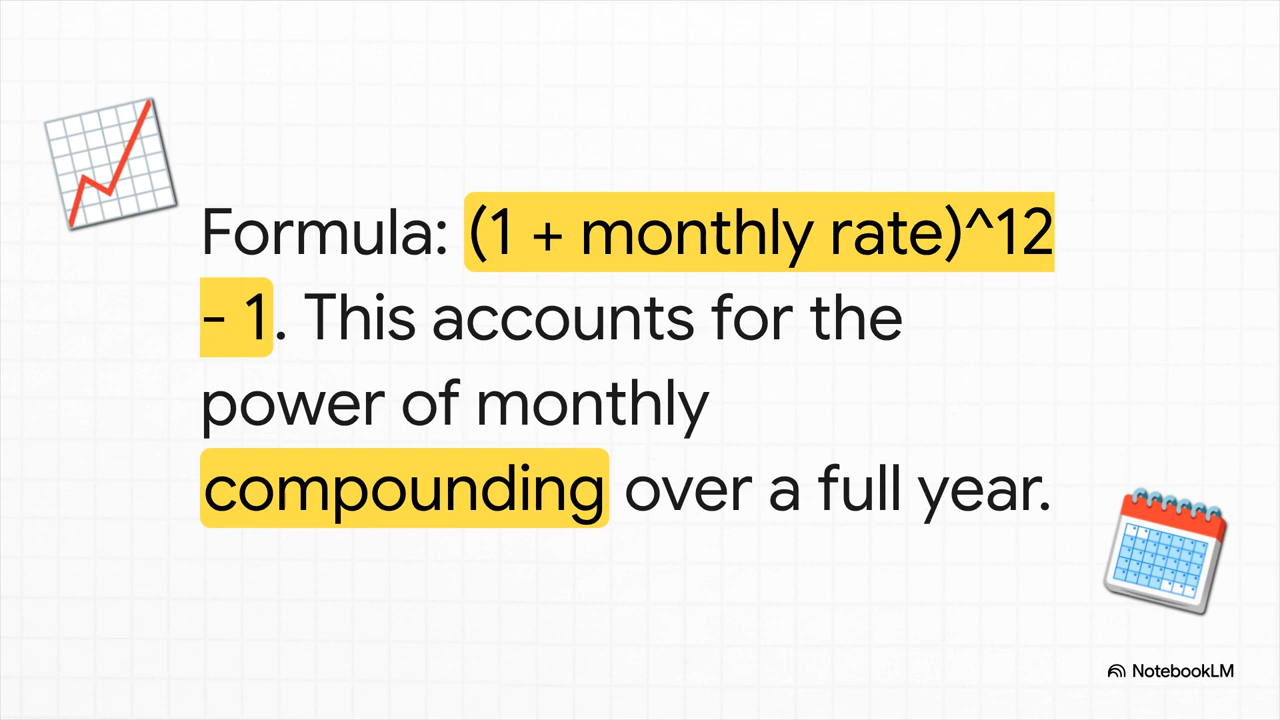 Formula: (1 + monthly rate)^12
- 1. This accounts for the
power of monthly
compounding over a full year.
NotebookLM